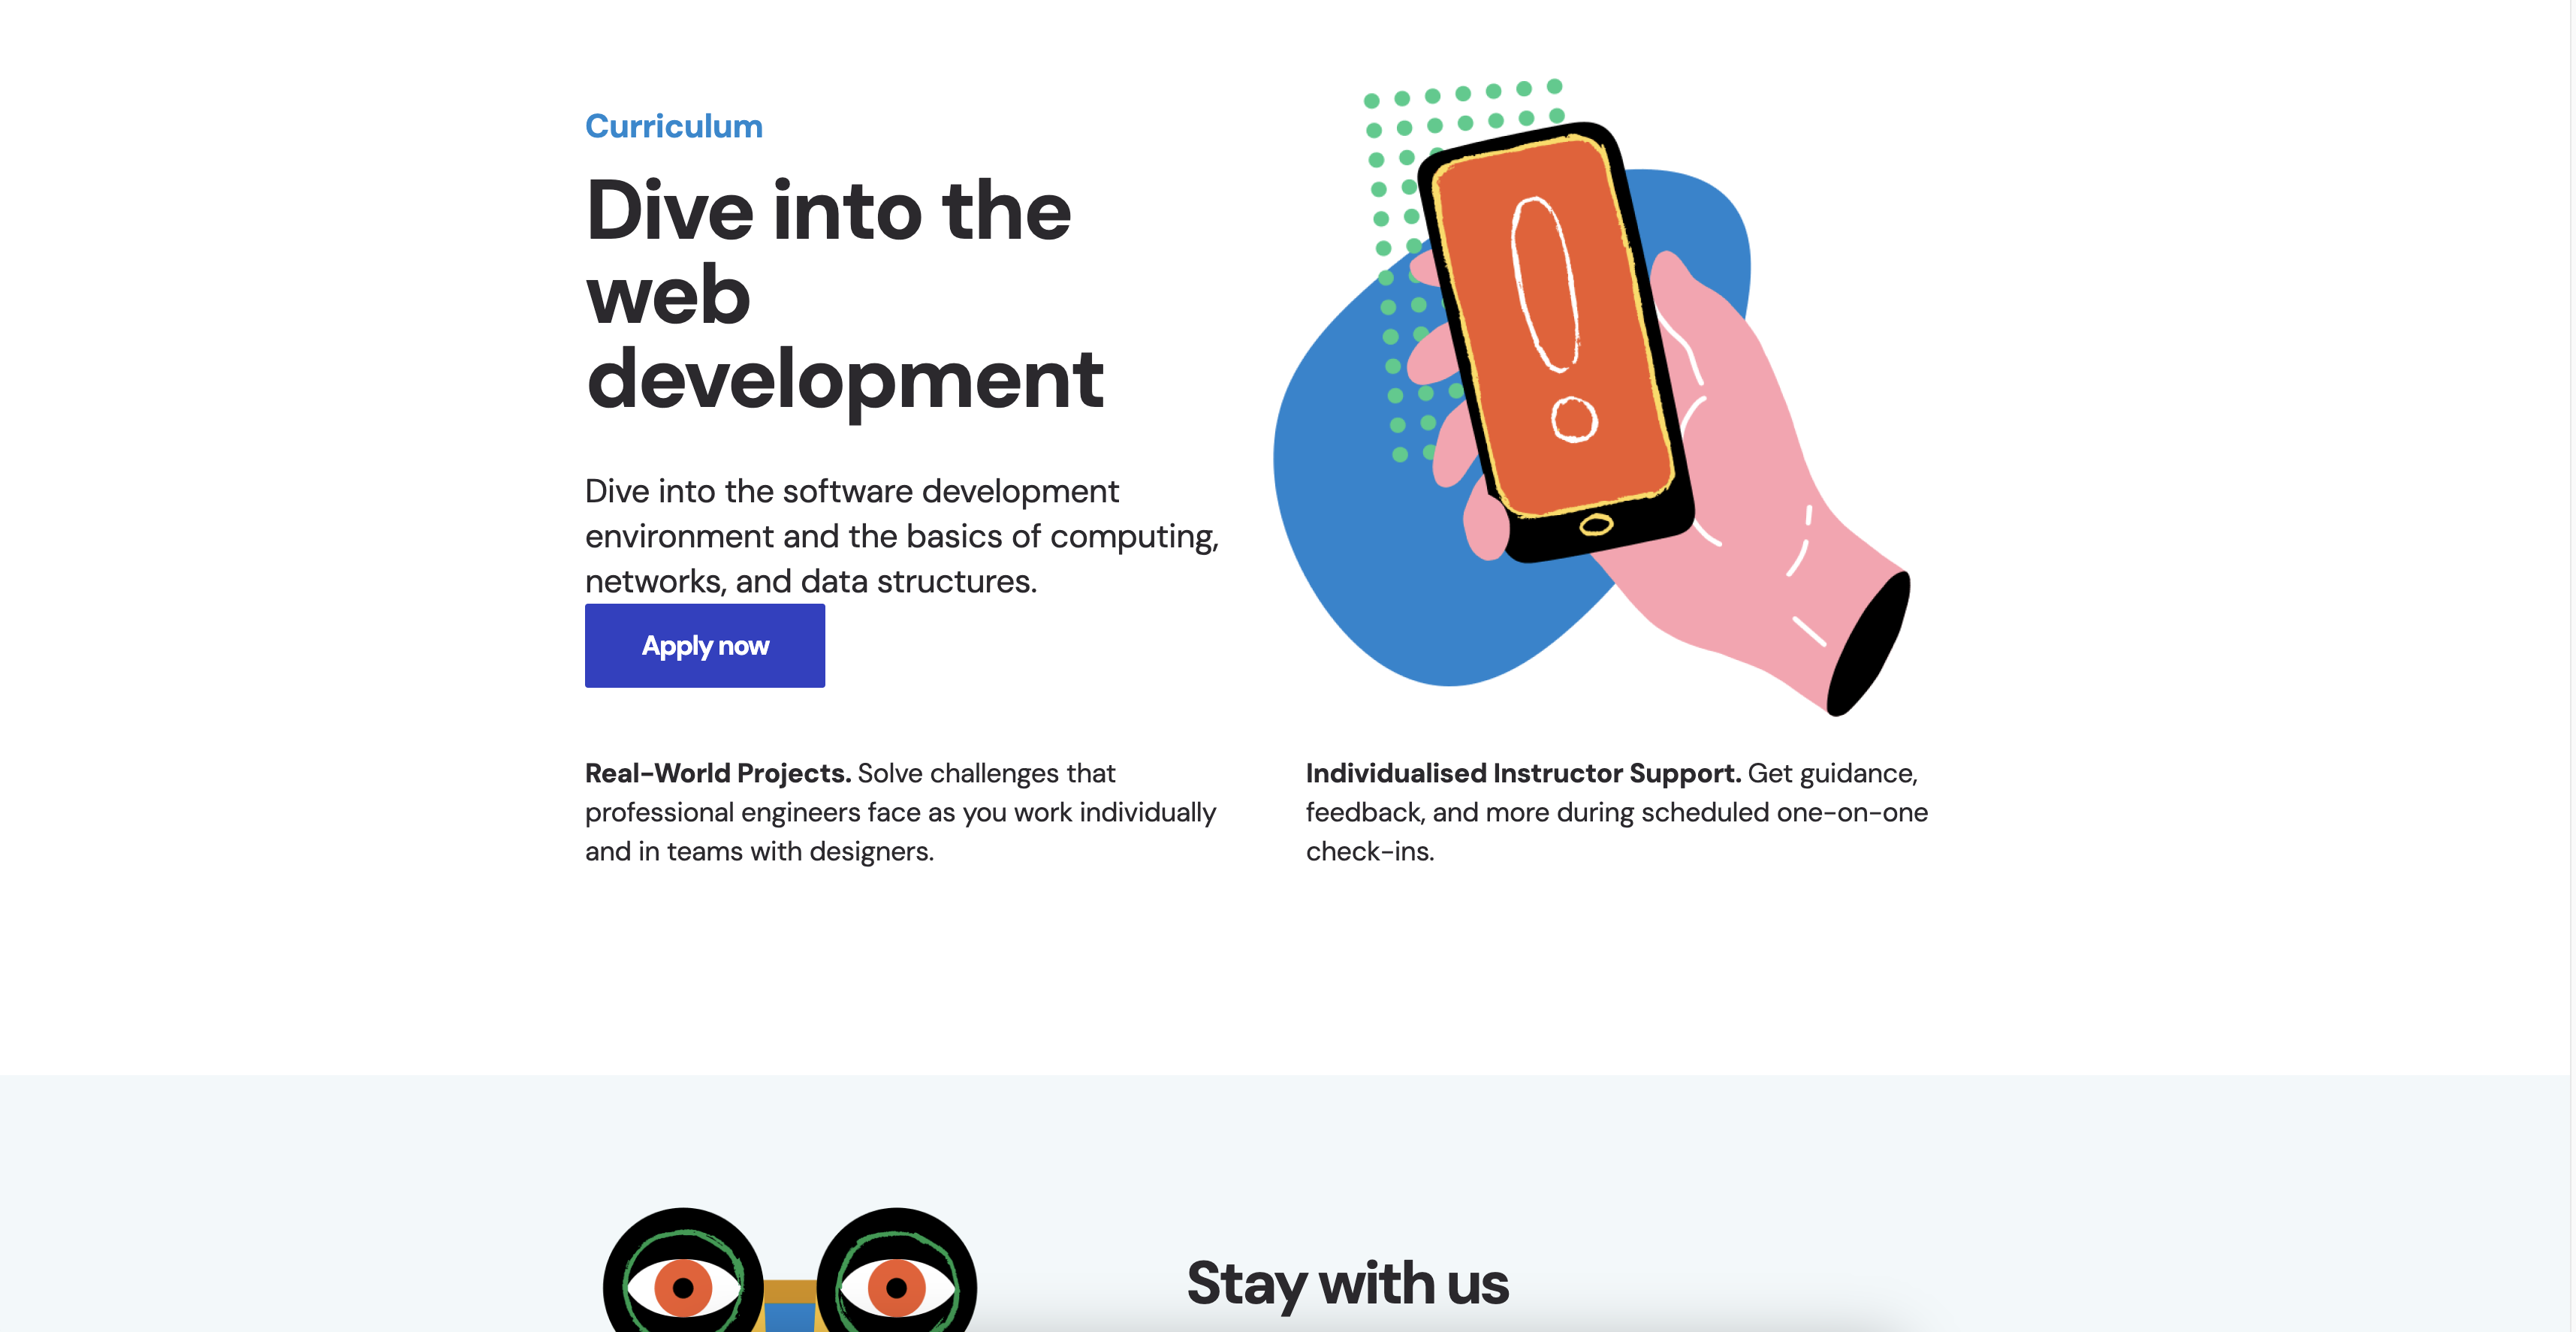 Curriculum
Dive into the
web
development
Dive into the software development
environment and the basics of computing,
networks, and data structures.
Apply now
Real-World Projects. Solve challenges that
professional engineers face as you work individually
and in teams with designers.
Individualised Instructor Support. Get guidance,
feedback, and more during scheduled one-on-one
check-ins.
Stay with us